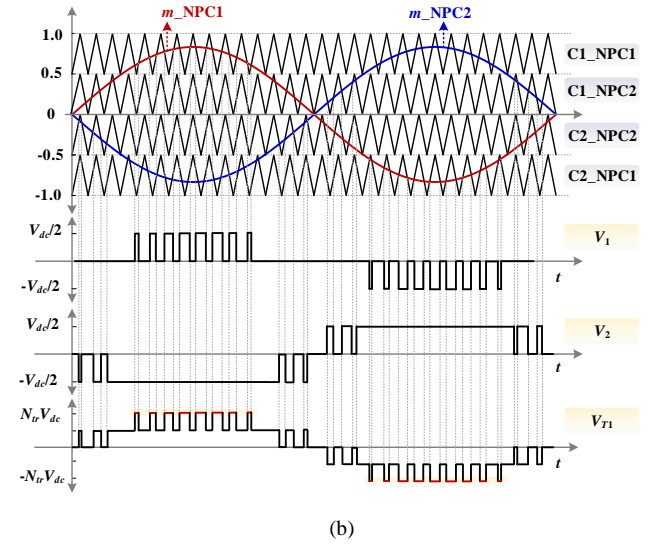 m_NPC1 m_NPC2
1.0
C1_NPC1
0.5
C1_NPC2
0
C2_NPC2
-0.5
C2_NPC1
-1.0
Vdc/2
V1
-Vdc/2
t
Vdc/2
V2
-Vdc/2
t
NtrVdc
VT1
-NtrVdc
t
(b)